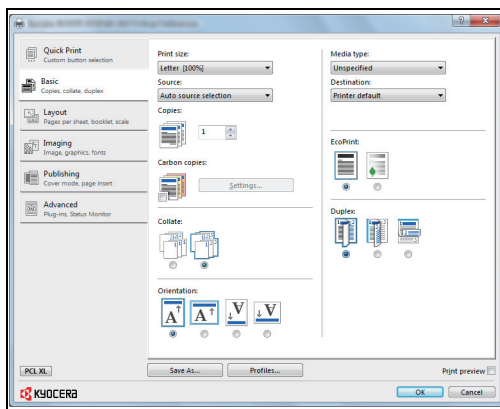 Quick Print
Custom button selection
Basic
Copies, collate, duplex
Layout
Pages per sheet, booklet, scale
Imaging
Image, graphics, fonts
Publishing
Cover mode, page insert
Advanced
Plug-ins, Status Monitor
Print size:
Letter [100%]
Source:
Auto source selection
Copies:
1
Carbon copies:
Settings...
Collate:
Orientation:
A A A A
Media type:
Unspecified
Destination:
Printer default
EcoPrint:
Duplex:
PCL XL
Save As...
Profiles...
Print preview
KYOCERA
OK
Cancel